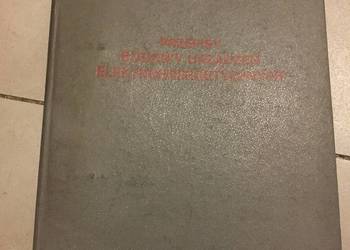 PRZEPISY
BUDOWY URZĄDZEŃ
ELEKTROENERGETYCZNYCH